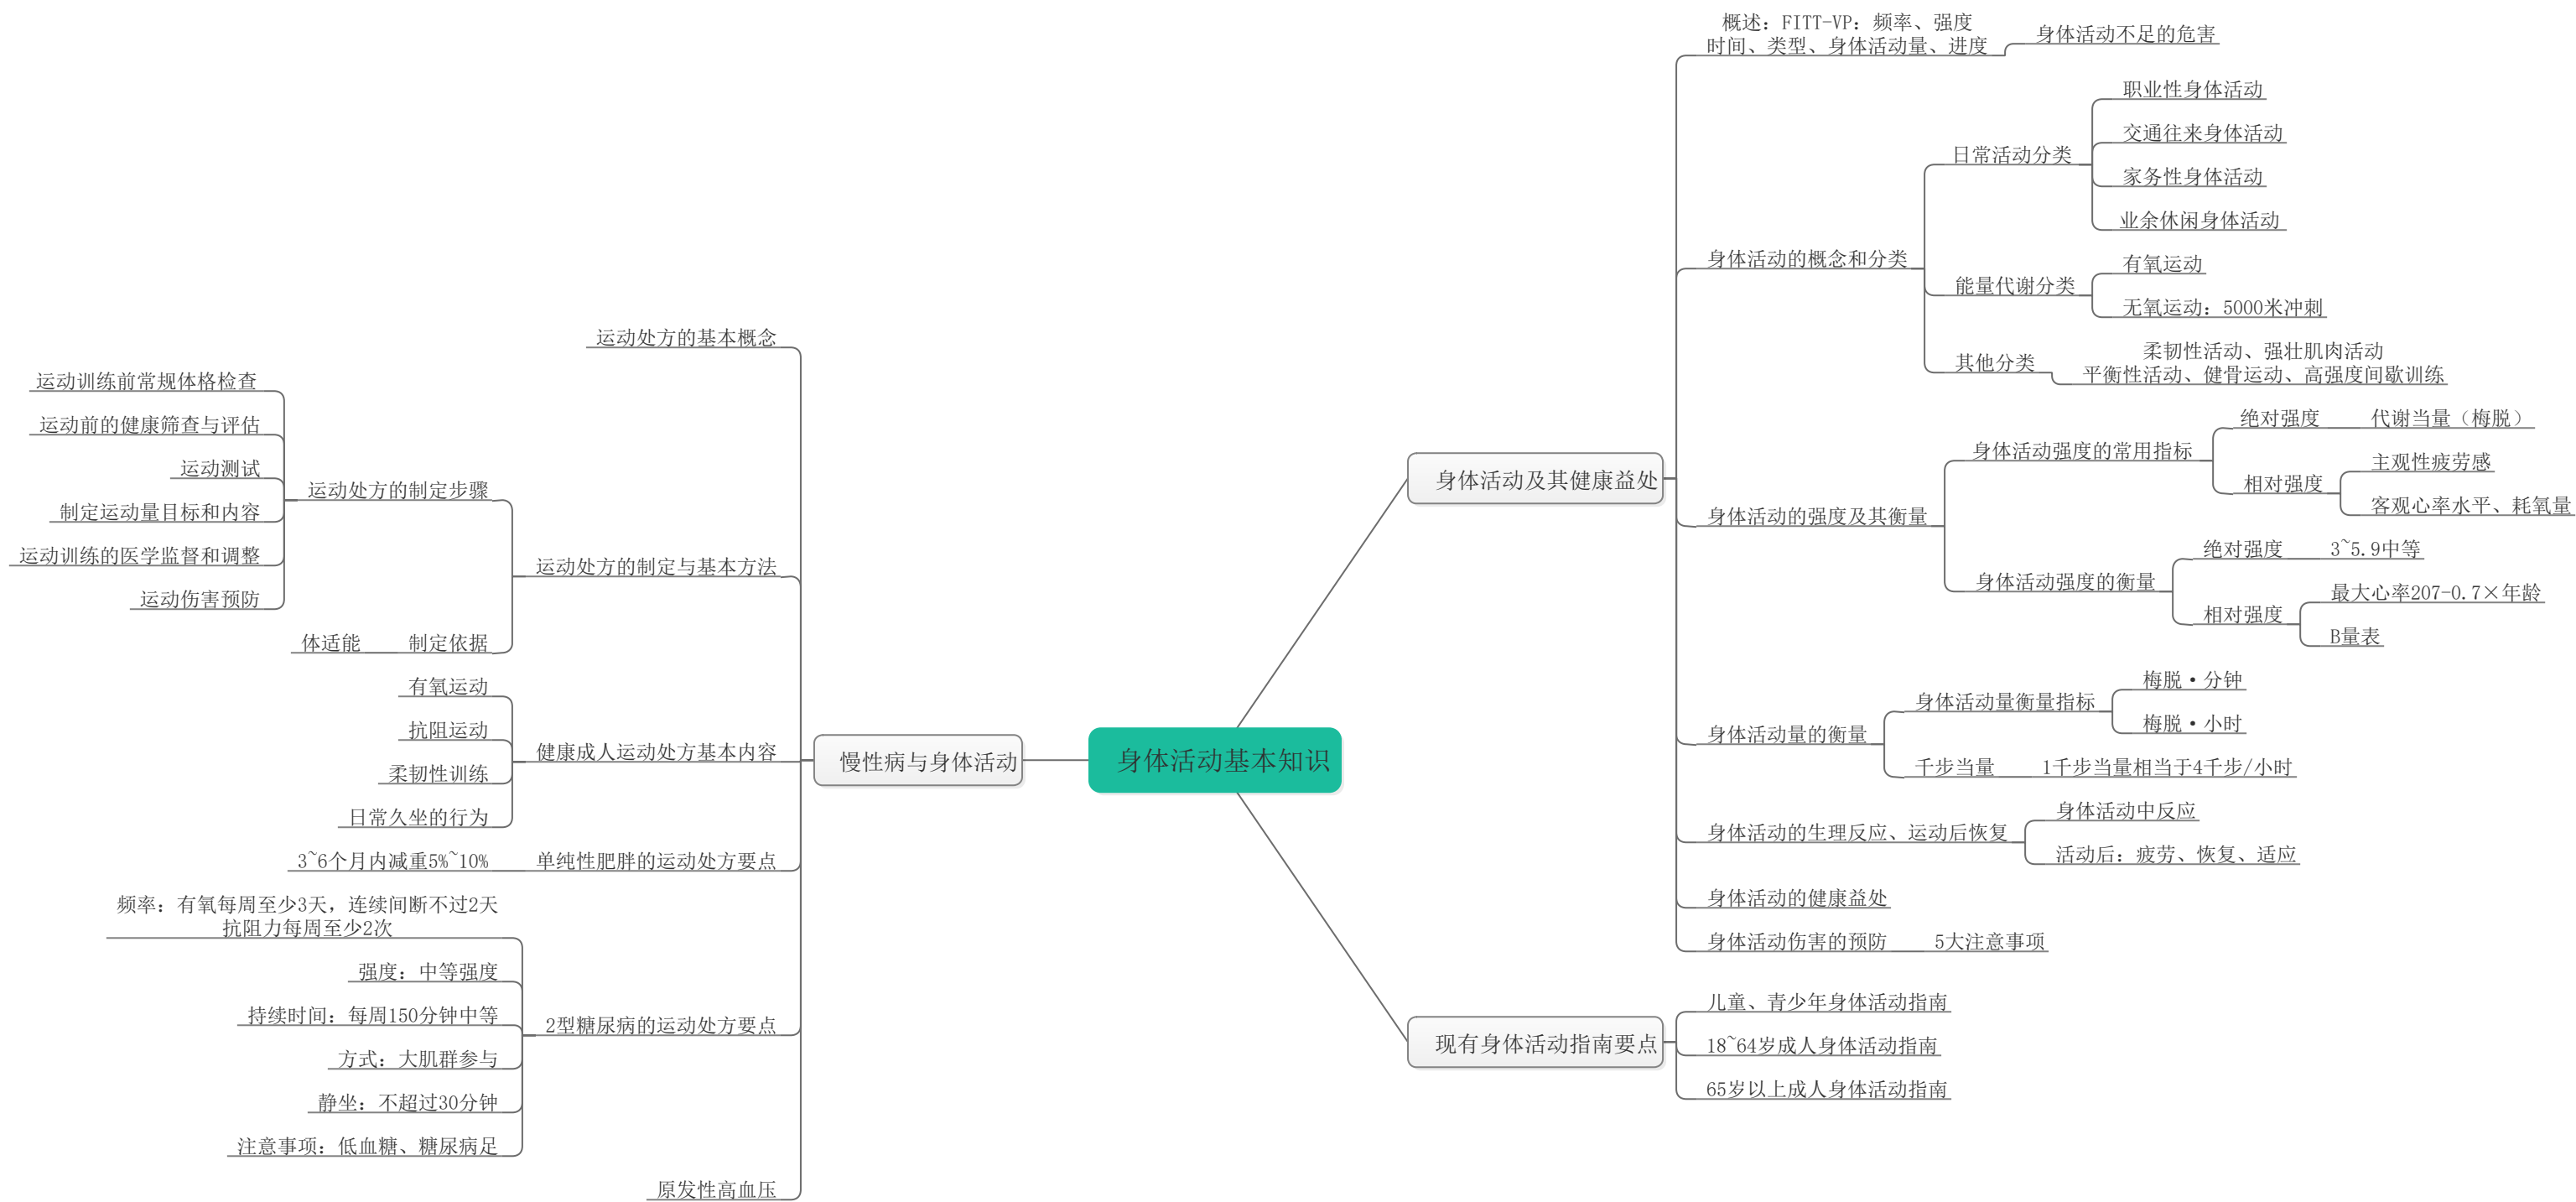 身体活动基本知识
身体活动及其健康益处
概述：FITT-VP：频率、强度
时间、类型、身体活动量、进度
身体活动不足的危害
身体活动的概念和分类
日常活动分类
职业性身体活动
交通往来身体活动
家务性身体活动
业余休闲身体活动
能量代谢分类
有氧运动
无氧运动：5000米冲刺
其他分类
柔韧性活动、强壮肌肉活动
平衡性活动、健骨运动、高强度间歇训练
身体活动的强度及其衡量
身体活动强度的常用指标
绝对强度
代谢当量（梅脱）
相对强度
主观性疲劳感
客观心率水平、耗氧量
身体活动强度的衡量
绝对强度
3~5.9中等
相对强度
最大心率207-0.7×年龄
B量表
身体活动量的衡量
身体活动量衡量指标
梅脱·分钟
梅脱·小时
千步当量
1千步当量相当于4千步/小时
身体活动的生理反应、运动后恢复
身体活动中反应
活动后：疲劳、恢复、适应
身体活动的健康益处
身体活动伤害的预防
5大注意事项
现有身体活动指南要点
儿童、青少年身体活动指南
18~64岁成人身体活动指南
65岁以上成人身体活动指南
慢性病与身体活动
运动处方的基本概念
运动处方的制定与基本方法
运动处方的制定步骤
运动训练前常规体格检查
运动前的健康筛查与评估
运动测试
制定运动量目标和内容
运动训练的医学监督和调整
运动伤害预防
制定依据
体适能
健康成人运动处方基本内容
有氧运动
抗阻运动
柔韧性训练
日常久坐的行为
单纯性肥胖的运动处方要点
3~6个月内减重5%~10%
2型糖尿病的运动处方要点
频率：有氧每周至少3天，连续间断不过2天
抗阻力每周至少2次
强度：中等强度
持续时间：每周150分钟中等
方式：大肌群参与
静坐：不超过30分钟
注意事项：低血糖、糖尿病足
原发性高血压